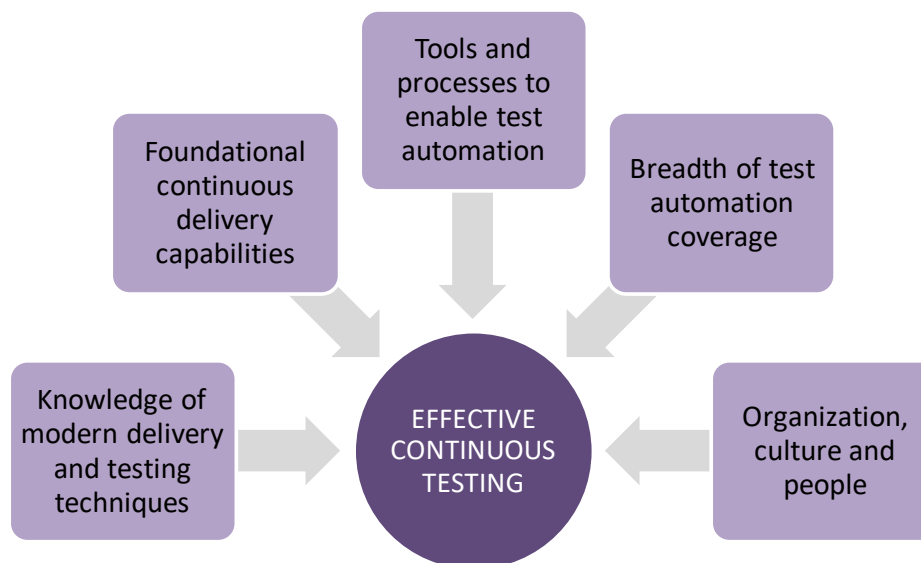 Tools and
processes to
enable test
automation
Foundational
continuous
delivery
capabilities
Breadth of test
automation
coverage
Knowledge of
modern delivery
and testing
techniques
EFFECTIVE
CONTINUOUS
TESTING
Organization,
culture and
people